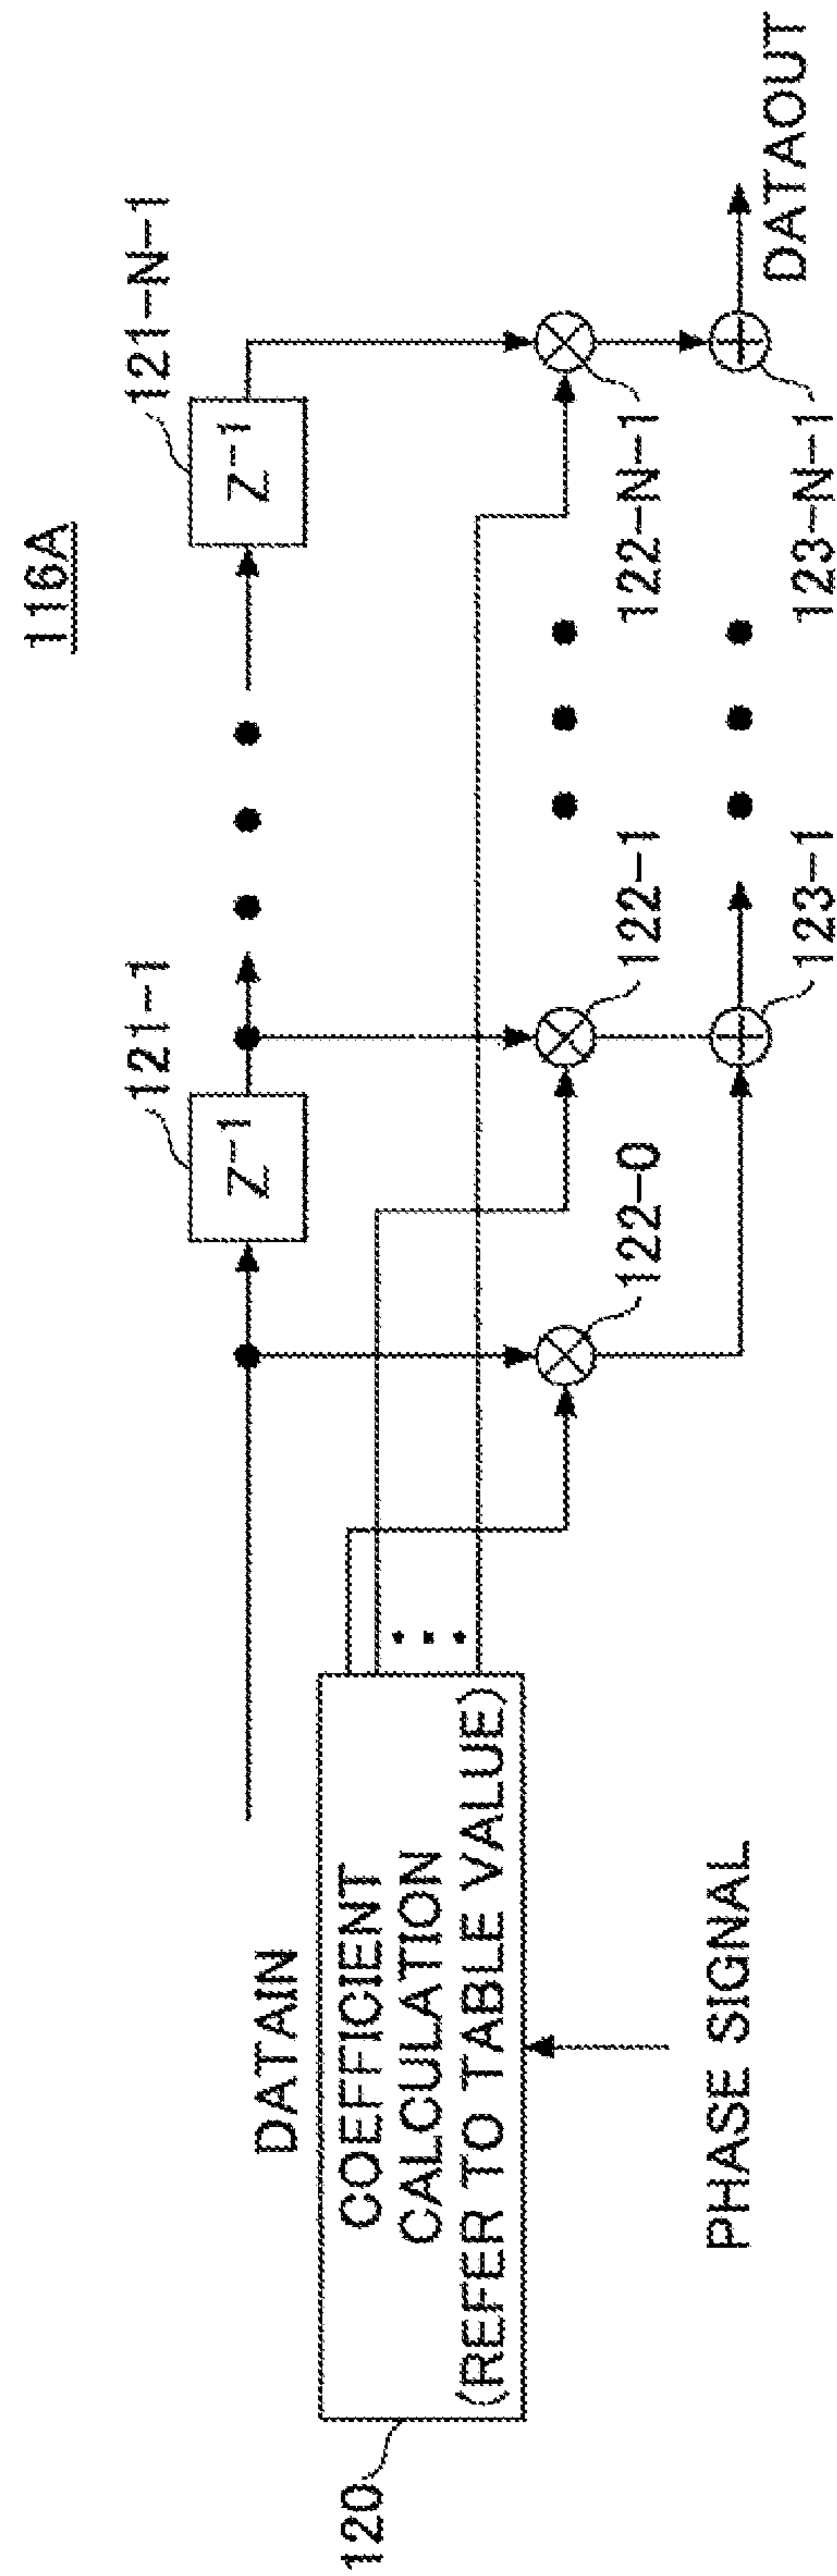 116A
121-1
121-N-1
Z⁻¹
Z⁻¹
DATAIN
120
COEFFICIENT
CALCULATION
(REFER TO TABLE VALUE)
122-0
122-1
122-N-1
PHASE SIGNAL
123-1
123-N-1
DATAOUT